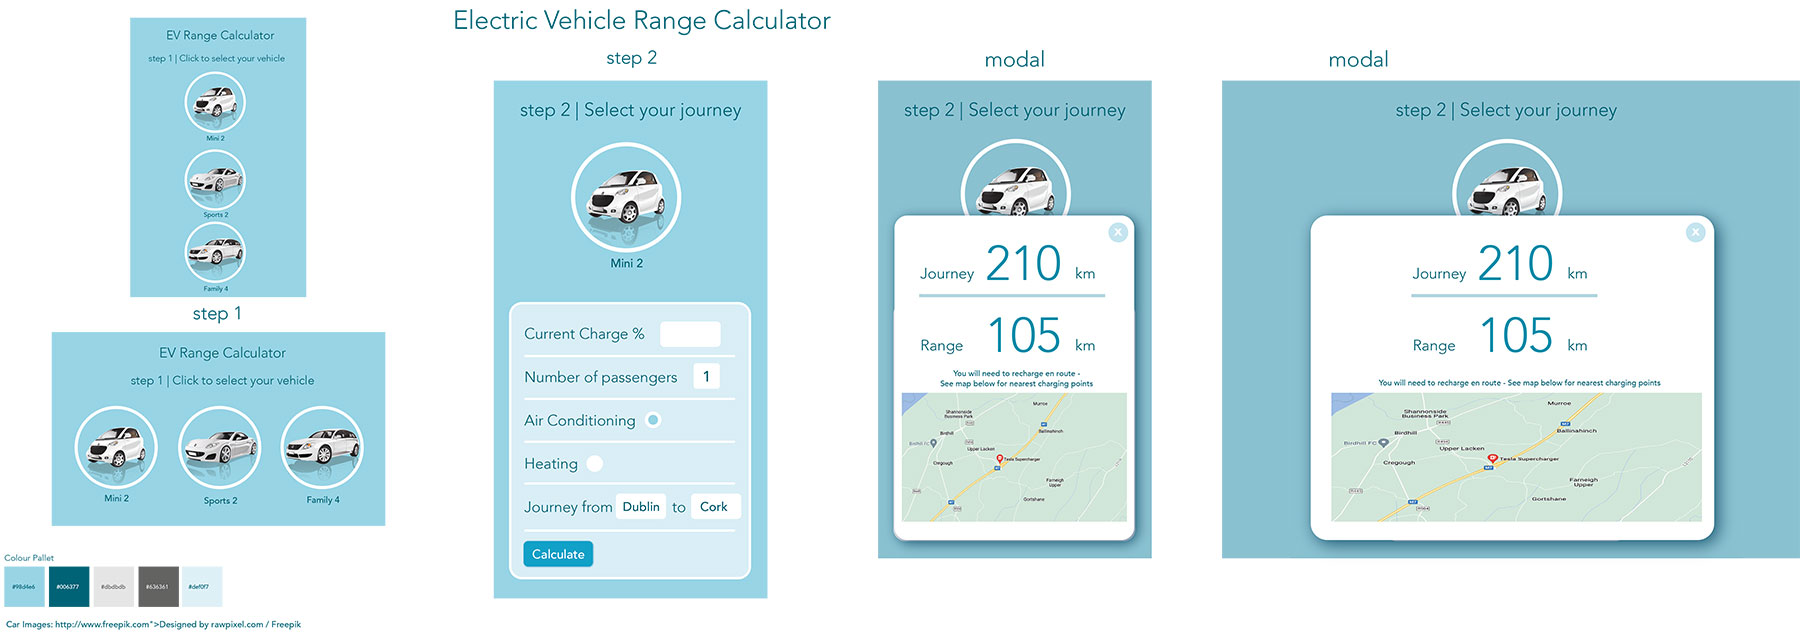 Electric Vehicle Range Calculator
EV Range Calculator
step 1 | Click to select your vehicle
Mini 2
Sports 2
Family 4
step 1
EV Range Calculator
step 1 | Click to select your vehicle
Mini 2
Sports 2
Family 4
Colour Pallet
#98d4e6
#006377
#dbdbdb
#636361
#def0f7
Car Images: http://www.freepik.com">Designed by rawpixel.com / Freepik
step 2
step 2 | Select your journey
Mini 2
Current Charge %
Number of passengers 1
Air Conditioning
Heating
Journey from Dublin to Cork
Calculate
modal
step 2 | Select your journey
x
Journey 210 km
Range 105 km
You will need to recharge en route -
See map below for nearest charging points
Shannonside
Business Park
Murroe
Birdhill
Ballinahinch
Birdhill FC
Upper Lacken
Cregough
Tesla Supercharger
Farneigh
Upper
Gortshane
modal
step 2 | Select your journey
x
Journey 210 km
Range 105 km
You will need to recharge en route - See map below for nearest charging points
Shannonside
Business Park
Murroe
Birdhill
Ballinahinch
Birdhill FC
Upper Lacken
Cregough
Tesla Supercharger
Farneigh
Upper
Gortshane